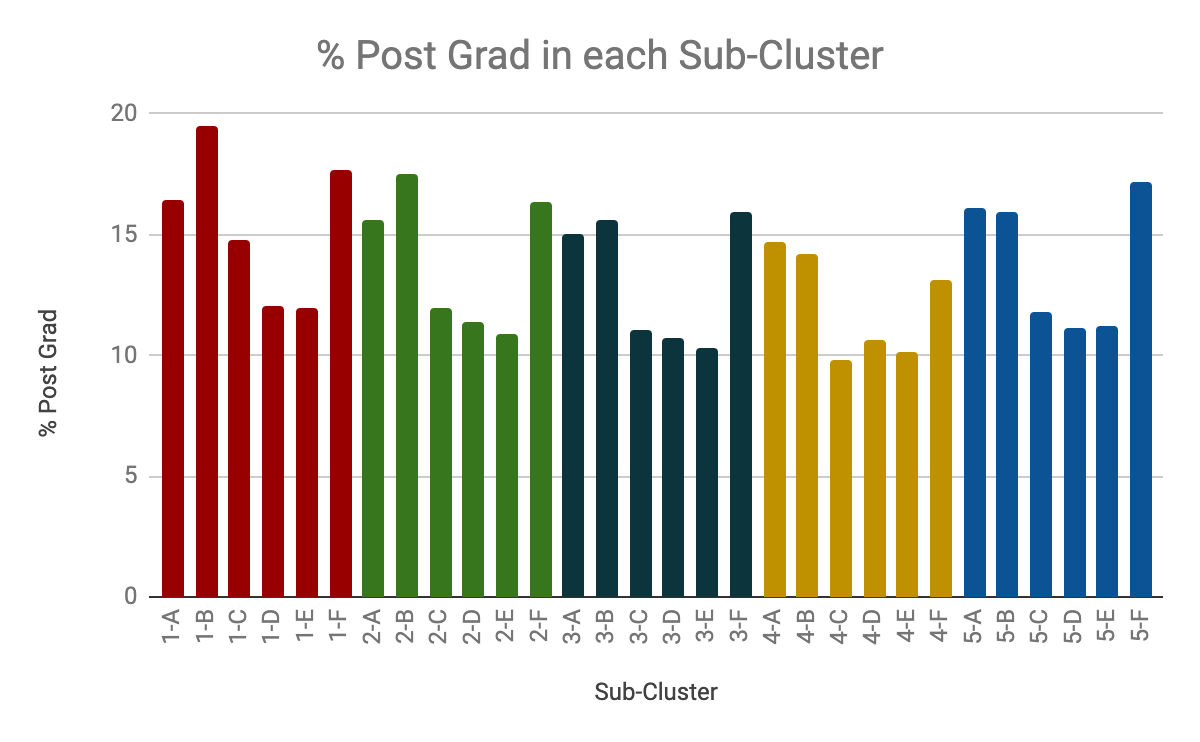 % Post Grad in each Sub-Cluster
% Post Grad
20
15
10
5
0
1-A 1-B 1-C 1-D 1-E 1-F 2-A 2-B 2-C 2-D 2-E 2-F 3-A 3-B 3-C 3-D 3-E 3-F 4-A 4-B 4-C 4-D 4-E 4-F 5-A 5-B 5-C 5-D 5-E 5-F
Sub-Cluster